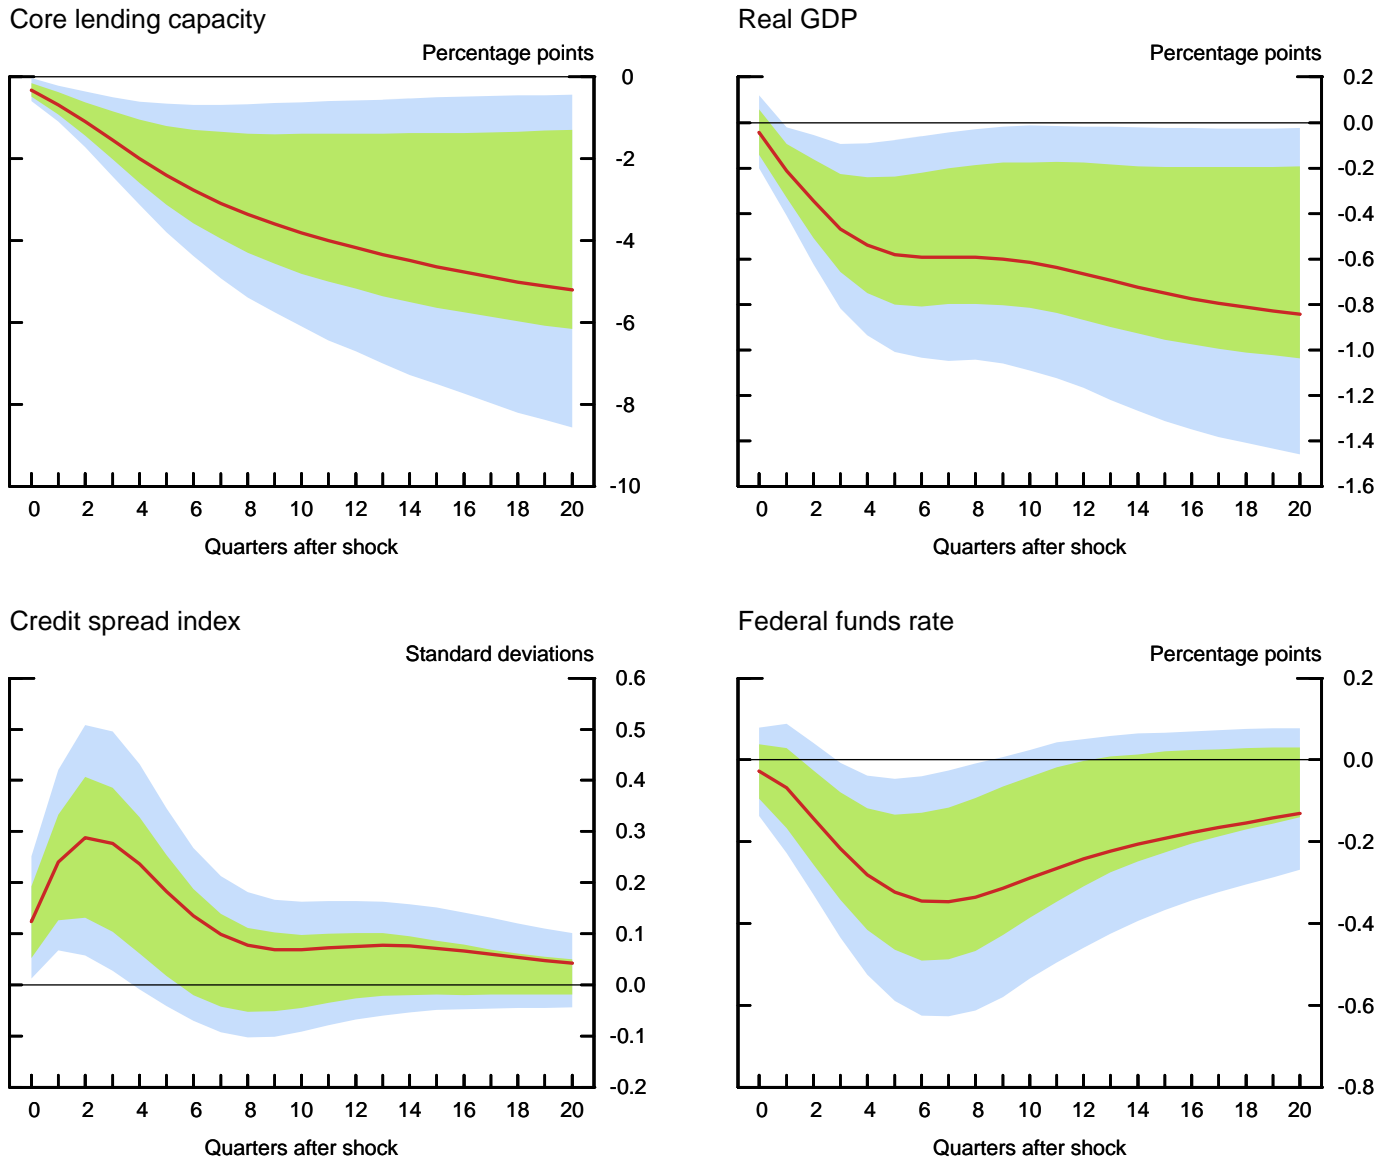 Core lending capacity
Percentage points
0
-2
-4
-6
-8
-10
0 2 4 6 8 10 12 14 16 18 20
Quarters after shock
Real GDP
Percentage points
0.2
0.0
-0.2
-0.4
-0.6
-0.8
-1.0
-1.2
-1.4
-1.6
0 2 4 6 8 10 12 14 16 18 20
Quarters after shock
Credit spread index
Standard deviations
0.6
0.5
0.4
0.3
0.2
0.1
0.0
-0.1
-0.2
0 2 4 6 8 10 12 14 16 18 20
Quarters after shock
Federal funds rate
Percentage points
0.2
0.0
-0.2
-0.4
-0.6
-0.8
0 2 4 6 8 10 12 14 16 18 20
Quarters after shock